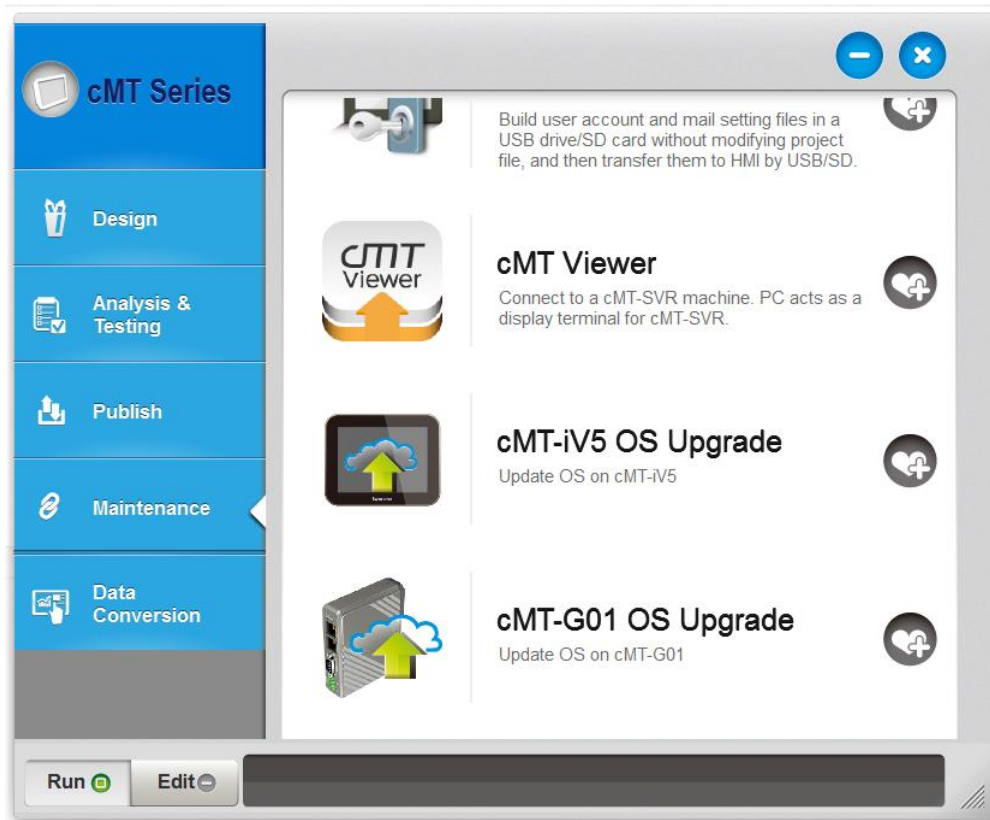 cMT Series
Design
Analysis &
Testing
Publish
Maintenance
Data
Conversion
Build user account and mail setting files in a
USB drive/SD card without modifying project
file, and then transfer them to HMI by USB/SD.
cMT
Viewer
cMT Viewer
Connect to a cMT-SVR machine. PC acts as a
display terminal for cMT-SVR.
cMT-iV5 OS Upgrade
Update OS on cMT-iV5
cMT-G01 OS Upgrade
Update OS on cMT-G01
Run
Edit